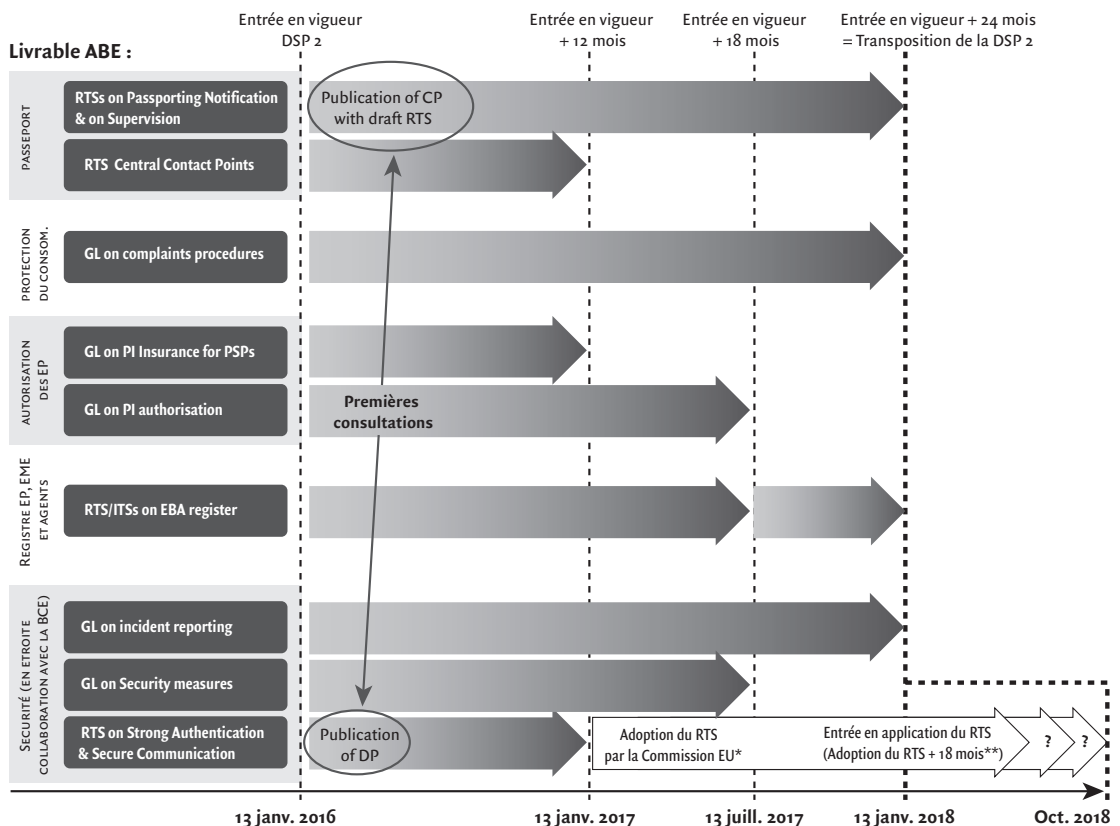 Entrée en vigueur
DSP 2
Entrée en vigueur
+ 12 mois
Entrée en vigueur
+ 18 mois
Entrée en vigueur + 24 mois
= Transposition de la DSP 2
Livrable ABE :
PASSEPORT
RTSs on Passporting Notification
& on Supervision
Publication of CP
with draft RTS
RTS Central Contact Points
PROTECTION
DU CONSOM.
GL on complaints procedures
AUTORISATION
DES EP
GL on PI Insurance for PSPs
GL on PI authorisation
Premières
consultations
REGISTRE EP, EME
ET AGENTS
RTS/ITSs on EBA register
SECURITÉ (EN ETROITE
COLLABORATION AVEC LA BCE)
GL on incident reporting
GL on Security measures
RTS on Strong Authentication
& Secure Communication
Publication
of DP
Adoption du RTS
par la Commission EU*
Entrée en application du RTS
(Adoption du RTS + 18 mois**)
?
?
13 janv. 2016
13 janv. 2017
13 juill. 2017
13 janv. 2018
Oct. 2018